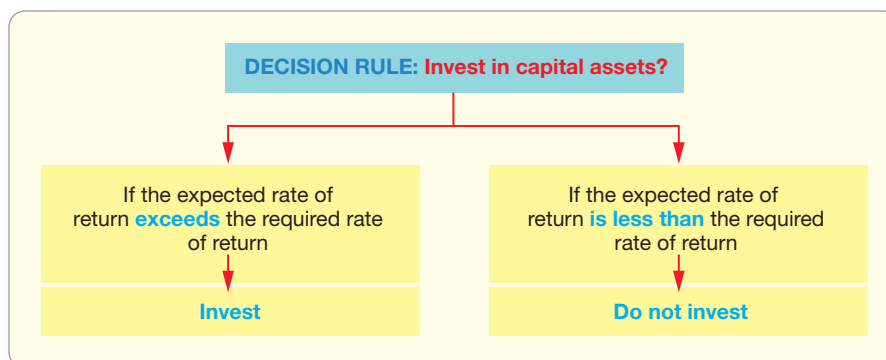 DECISION RULE: Invest in capital assets?
If the expected rate of
return exceeds the required rate
of return
Invest
If the expected rate of
return is less than the required
rate of return
Do not invest